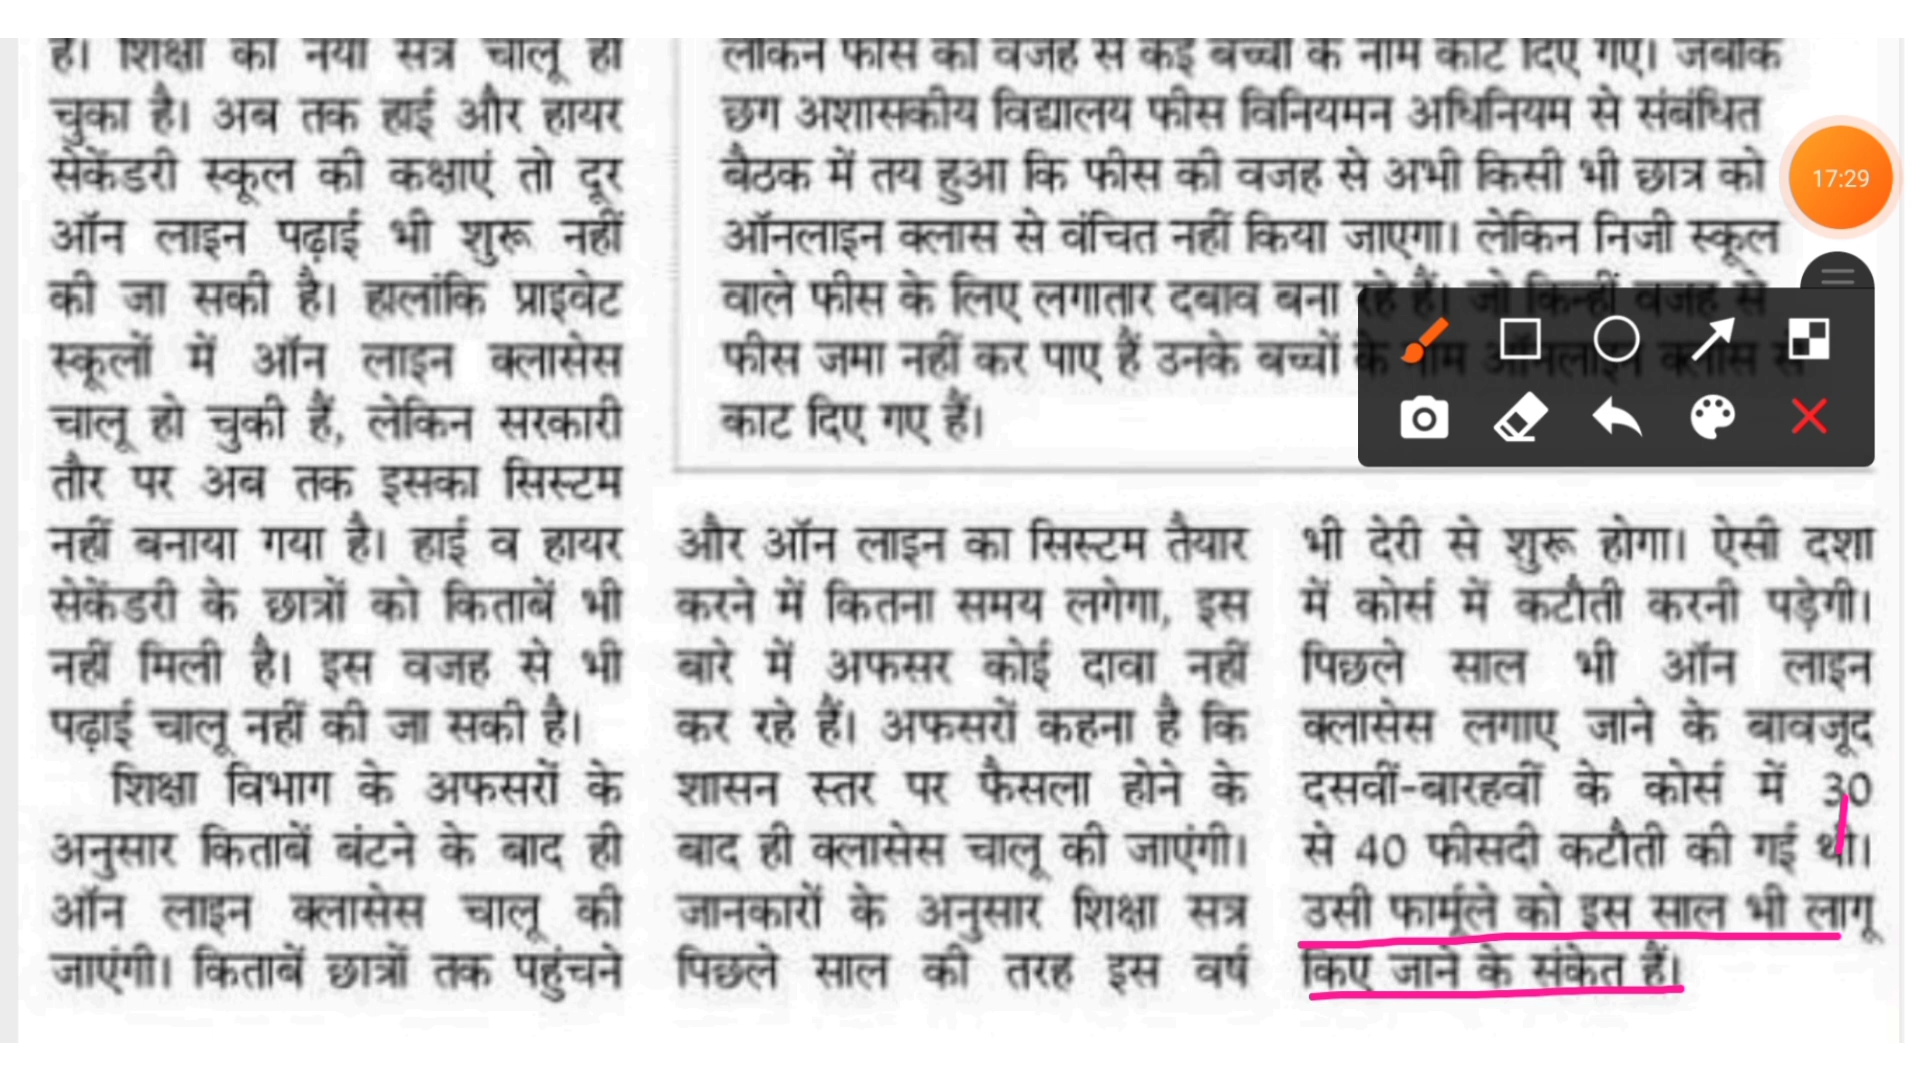 है। शिक्षा का नया सत्र चालू हो
चुका है। अब तक हाई और हायर
सेकेंडरी स्कूल की कक्षाएं तो दूर
ऑन लाइन पढ़ाई भी शुरू नहीं
की जा सकी है। हालांकि प्राइवेट
स्कूलों में ऑन लाइन क्लासेस
चालू हो चुकी हैं, लेकिन सरकारी
तौर पर अब तक इसका सिस्टम
नहीं बनाया गया है। हाई व हायर
सेकेंडरी के छात्रों को किताबें भी
नहीं मिली है। इस वजह से भी
पढ़ाई चालू नहीं की जा सकी है।
शिक्षा विभाग के अफसरों के
अनुसार किताबें बंटने के बाद ही
ऑन लाइन क्लासेस चालू की
जाएंगी। किताबें छात्रों तक पहुंचने
लेकिन फीस की वजह से कई बच्चों के नाम काट दिए गए। जबकि
छग अशासकीय विद्यालय फीस विनियमन अधिनियम से संबंधित
बैठक में तय हुआ कि फीस की वजह से अभी किसी भी छात्र को
ऑनलाइन क्लास से वंचित नहीं किया जाएगा। लेकिन निजी स्कूल
वाले फीस के लिए लगातार दबाव बना रहे हैं। जो किन्हीं वजह से
फीस जमा नहीं कर पाए हैं उनके बच्चों के नाम ऑनलाइन क्लास से
काट दिए गए हैं।
और ऑन लाइन का सिस्टम तैयार
करने में कितना समय लगेगा, इस
बारे में अफसर कोई दावा नहीं
कर रहे हैं। अफसरों कहना है कि
शासन स्तर पर फैसला होने के
बाद ही क्लासेस चालू की जाएंगी।
जानकारों के अनुसार शिक्षा सत्र
पिछले साल की तरह इस वर्ष
भी देरी से शुरू होगा। ऐसी दशा
में कोर्स में कटौती करनी पड़ेगी।
पिछले साल भी ऑन लाइन
क्लासेस लगाए जाने के बावजूद
दसवीं-बारहवीं के कोर्स में 30
से 40 फीसदी कटौती की गई थी।
उसी फार्मूले को इस साल भी लागू
किए जाने के संकेत हैं।
17:29